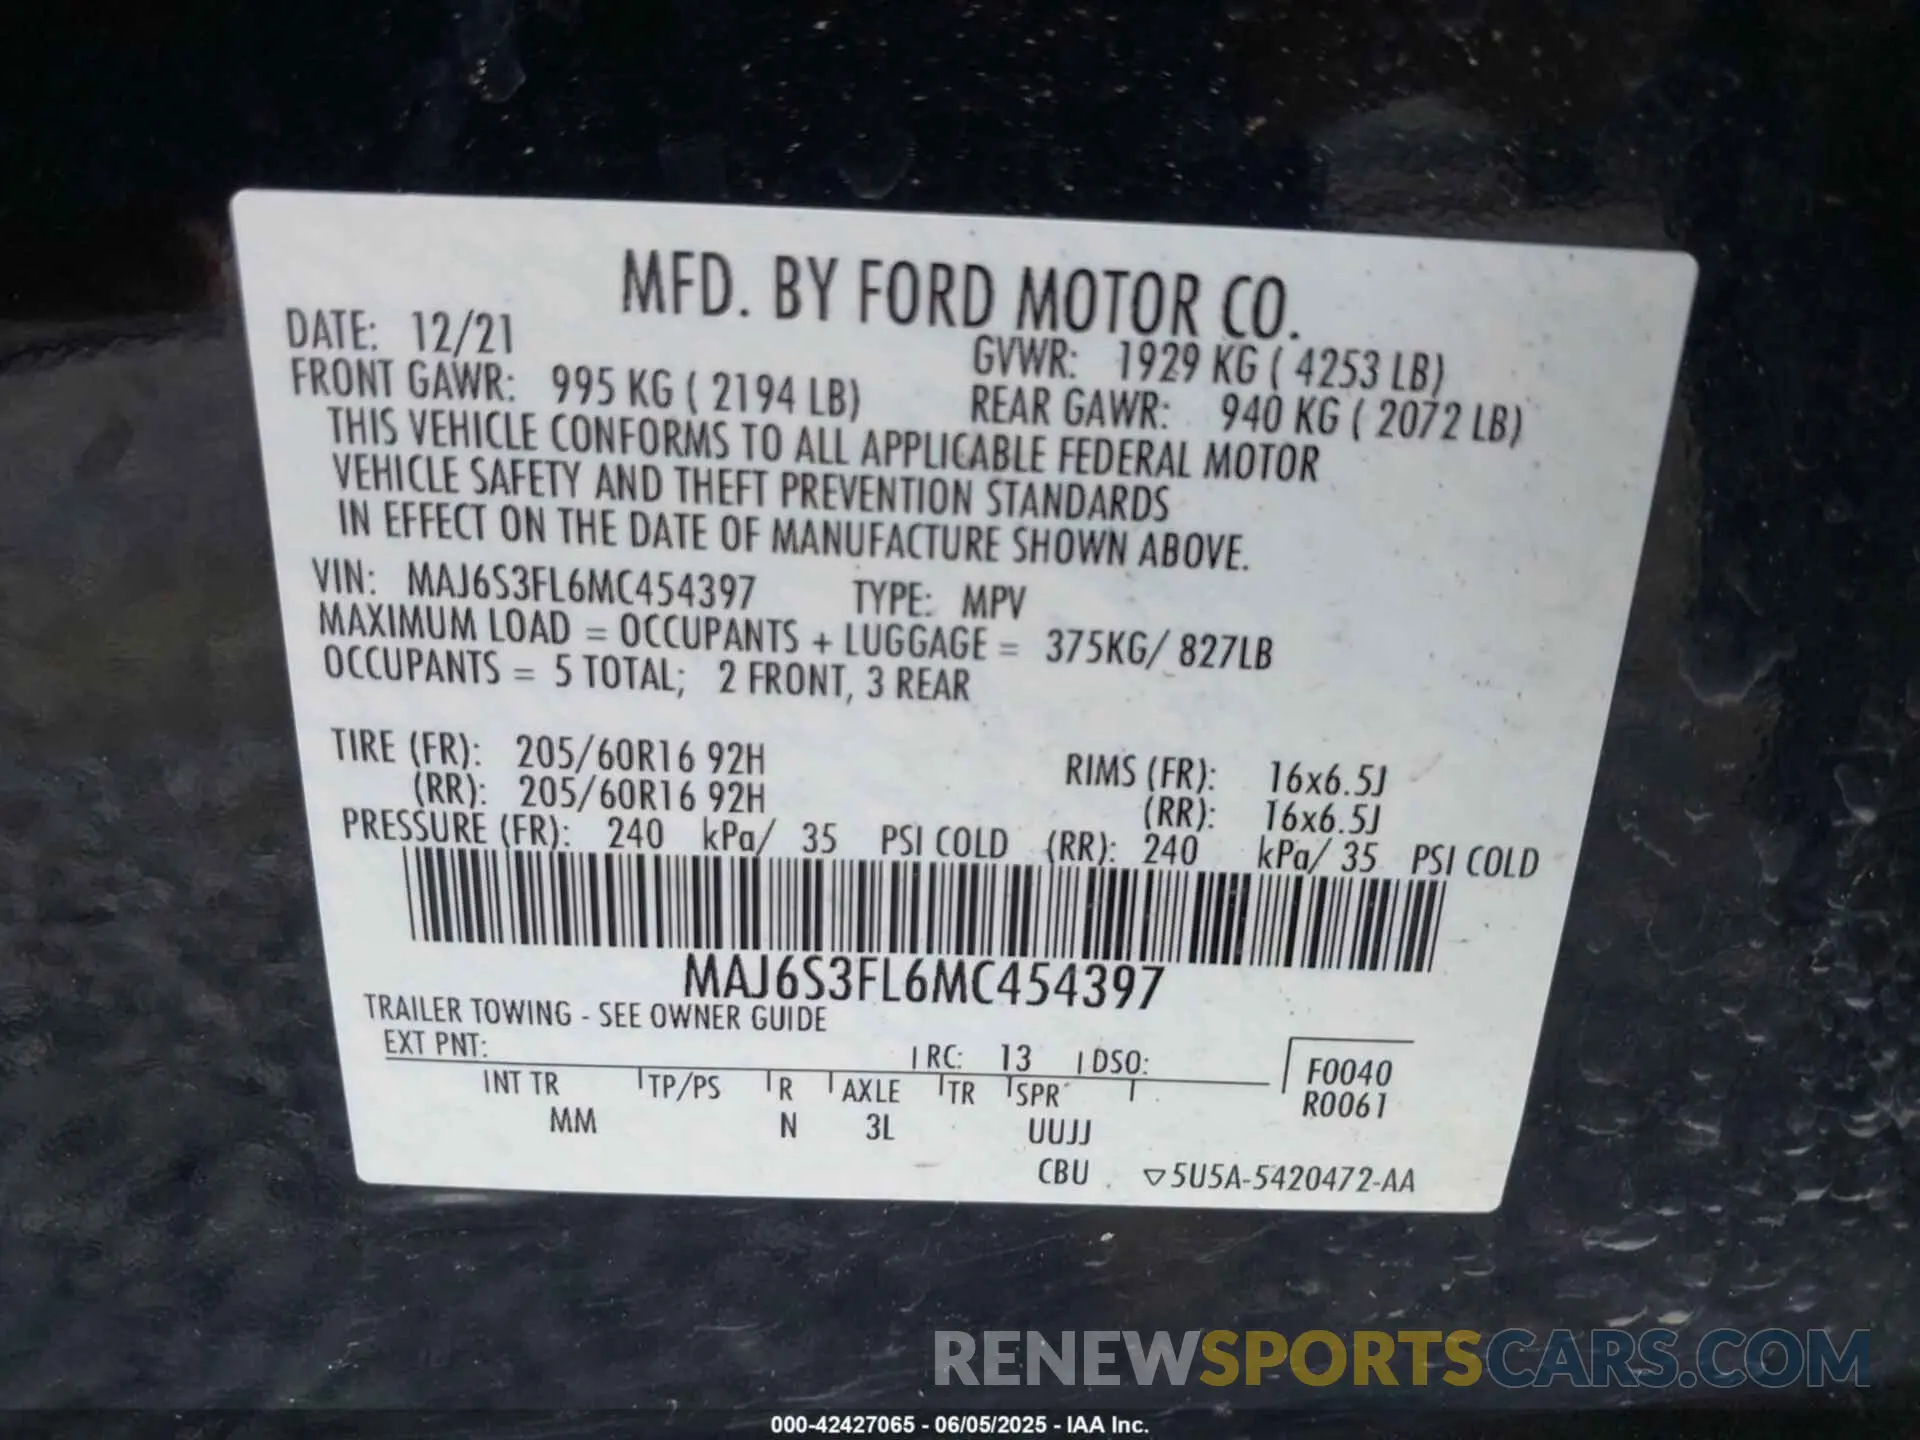 MFD. BY FORD MOTOR CO.
DATE: 12/21 GVWR: 1929 KG ( 4253 LB)
FRONT GAWR: 995 KG ( 2194 LB) REAR GAWR: 940 KG ( 2072 LB)
THIS VEHICLE CONFORMS TO ALL APPLICABLE FEDERAL MOTOR
VEHICLE SAFETY AND THEFT PREVENTION STANDARDS
IN EFFECT ON THE DATE OF MANUFACTURE SHOWN ABOVE.
VIN: MAJ6S3FL6MC454397 TYPE: MPV
MAXIMUM LOAD = OCCUPANTS + LUGGAGE = 375KG/ 827LB
OCCUPANTS = 5 TOTAL; 2 FRONT, 3 REAR
TIRE (FR): 205/60R16 92H RIMS (FR): 16x6.5J
(RR): 205/60R16 92H (RR): 16x6.5J
PRESSURE (FR): 240 kPa/ 35 PSI COLD (RR): 240 kPa/ 35 PSI COLD
MAJ6S3FL6MC454397
TRAILER TOWING - SEE OWNER GUIDE
EXT PNT: RC: 13 DSO: F0040
INT TR TP/PS R AXLE TR SPR R0061
MM N 3L UUJJ
CBU ▽5U5A-5420472-AA
RENEWSPORTSCARS.COM
000-42427065 - 06/05/2025 - IAA Inc.